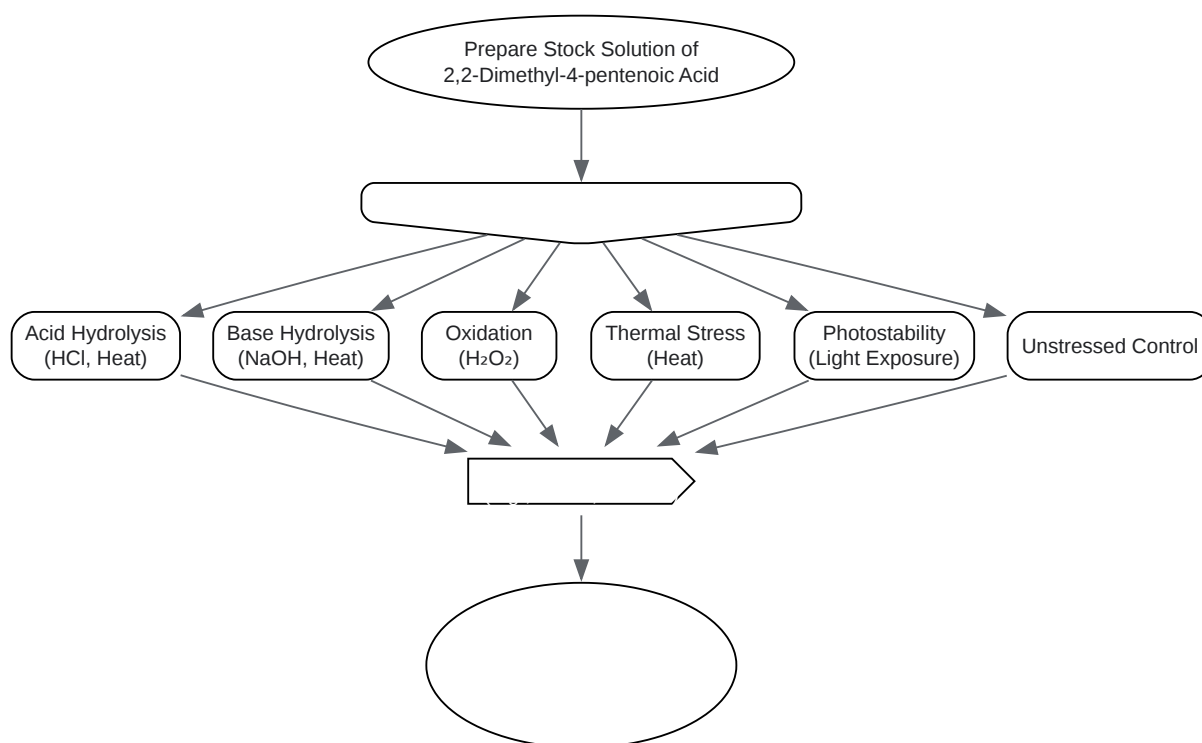 Prepare Stock Solution of
2,2-Dimethyl-4-pentenoic Acid
Acid Hydrolysis
(HCl, Heat)
Base Hydrolysis
(NaOH, Heat)
Oxidation
(H₂O₂)
Thermal Stress
(Heat)
Photostability
(Light Exposure)
Unstressed Control